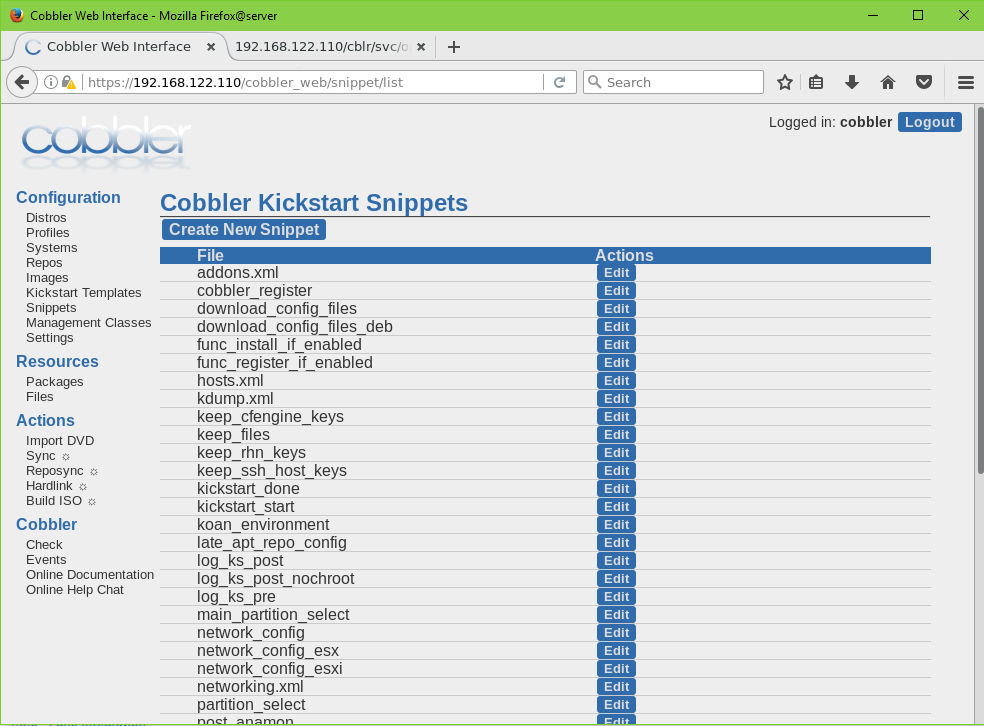 Cobbler Web Interface - Mozilla Firefox@server
Cobbler Web Interface
192.168.122.110/cblr/svc/o
https://192.168.122.110/cobbler_web/snippet/list
Search
cobbler
Logged in: cobbler Logout
Configuration
Distros
Profiles
Systems
Repos
Images
Kickstart Templates
Snippets
Management Classes
Settings
Resources
Packages
Files
Actions
Import DVD
Sync ☼
Reposync ☼
Hardlink ☼
Build ISO ☼
Cobbler
Check
Events
Online Documentation
Online Help Chat
Cobbler Kickstart Snippets
Create New Snippet
File Actions
addons.xml Edit
cobbler_register Edit
download_config_files Edit
download_config_files_deb Edit
func_install_if_enabled Edit
func_register_if_enabled Edit
hosts.xml Edit
kdump.xml Edit
keep_cfengine_keys Edit
keep_files Edit
keep_rhn_keys Edit
keep_ssh_host_keys Edit
kickstart_done Edit
kickstart_start Edit
koan_environment Edit
late_apt_repo_config Edit
log_ks_post Edit
log_ks_post_nochroot Edit
log_ks_pre Edit
main_partition_select Edit
network_config Edit
network_config_esx Edit
network_config_esxi Edit
networking.xml Edit
partition_select Edit
post_anamon Edit